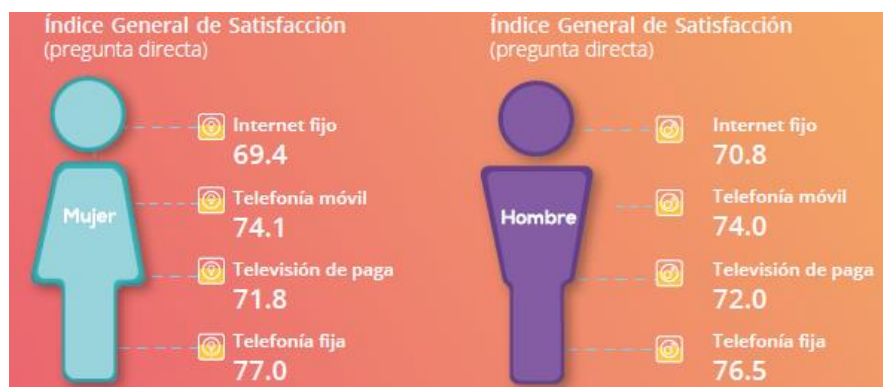 Índice General de Satisfacción
(pregunta directa)
Mujer
Internet fijo
69.4
Telefonía móvil
74.1
Televisión de paga
71.8
Telefonía fija
77.0
Índice General de Satisfacción
(pregunta directa)
Hombre
Internet fijo
70.8
Telefonía móvil
74.0
Televisión de paga
72.0
Telefonía fija
76.5